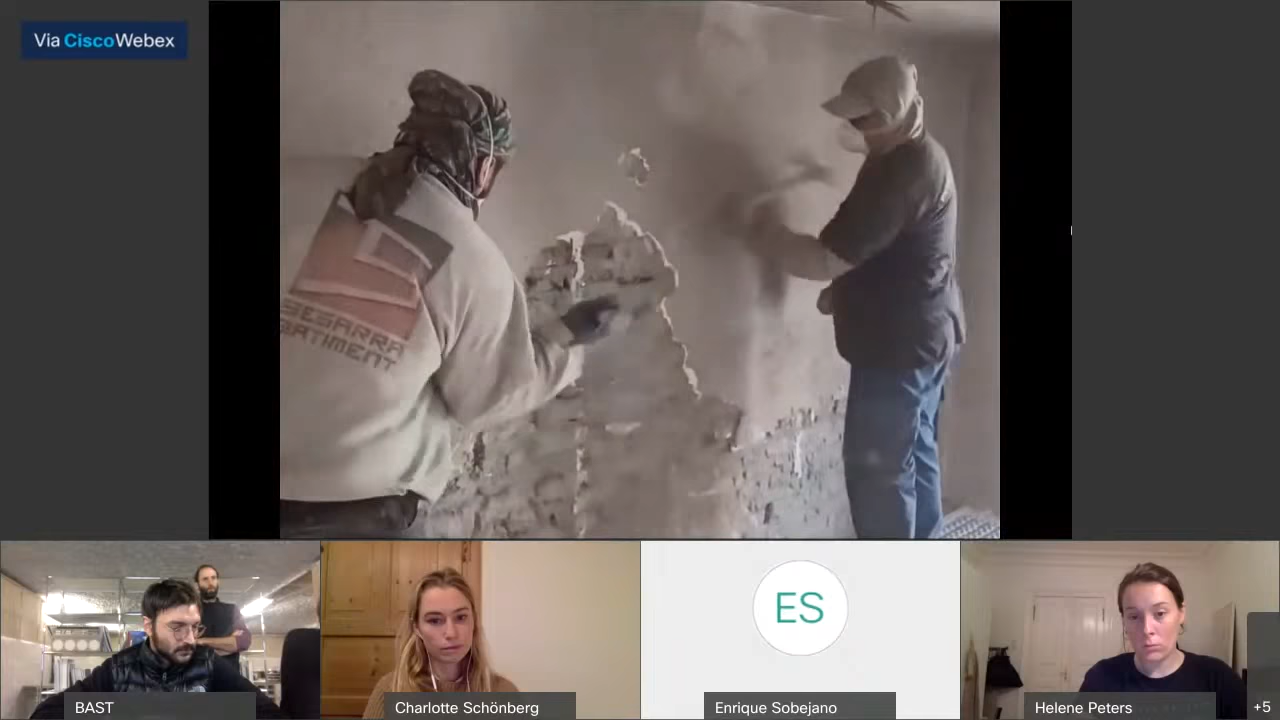 Via CiscoWebex
SESARRA
BATIMENT
ES
BAST
Charlotte Schönberg
Enrique Sobejano
Helene Peters
+5